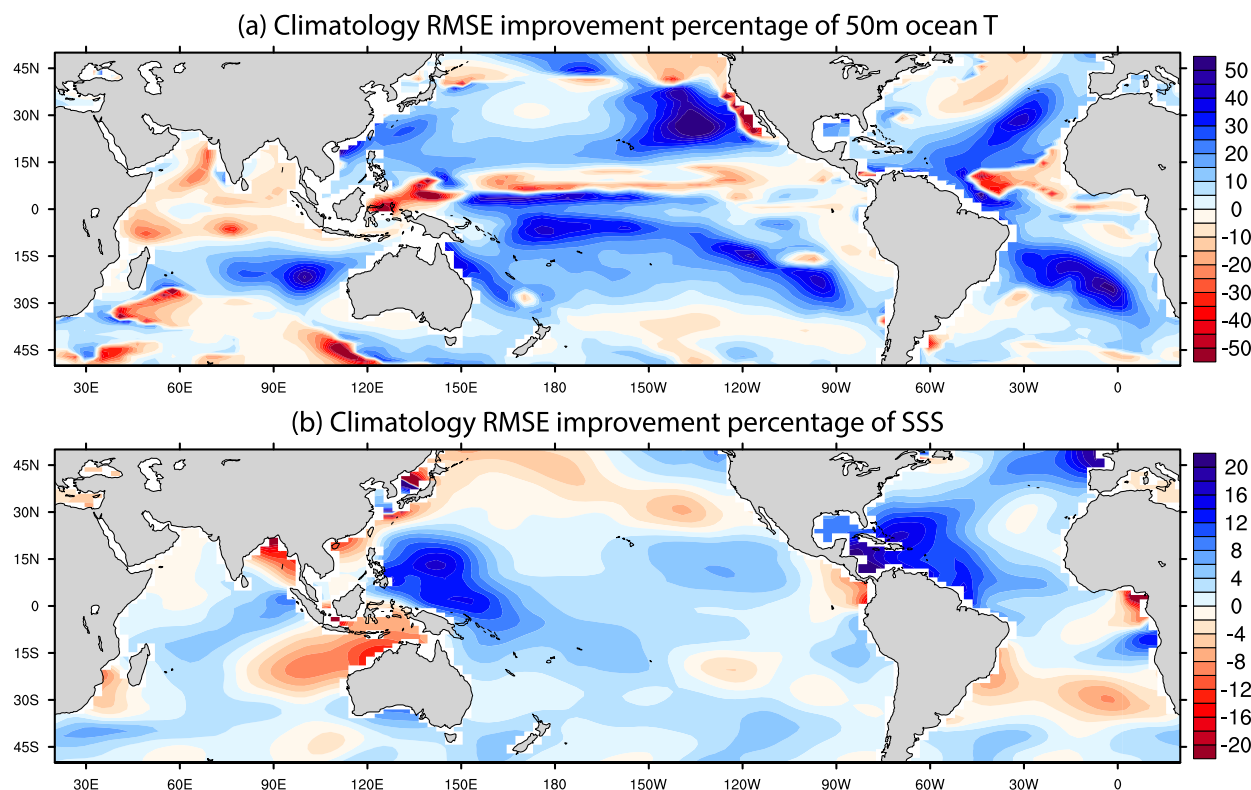 (a) Climatology RMSE improvement percentage of 50m ocean T
45N
30N
15N
0
15S
30S
45S
30E 60E 90E 120E 150E 180 150W 120W 90W 60W 30W 0
50
40
30
20
10
0
-10
-20
-30
-40
-50
(b) Climatology RMSE improvement percentage of SSS
45N
30N
15N
0
15S
30S
45S
30E 60E 90E 120E 150E 180 150W 120W 90W 60W 30W 0
20
16
12
8
4
0
-4
-8
-12
-16
-20